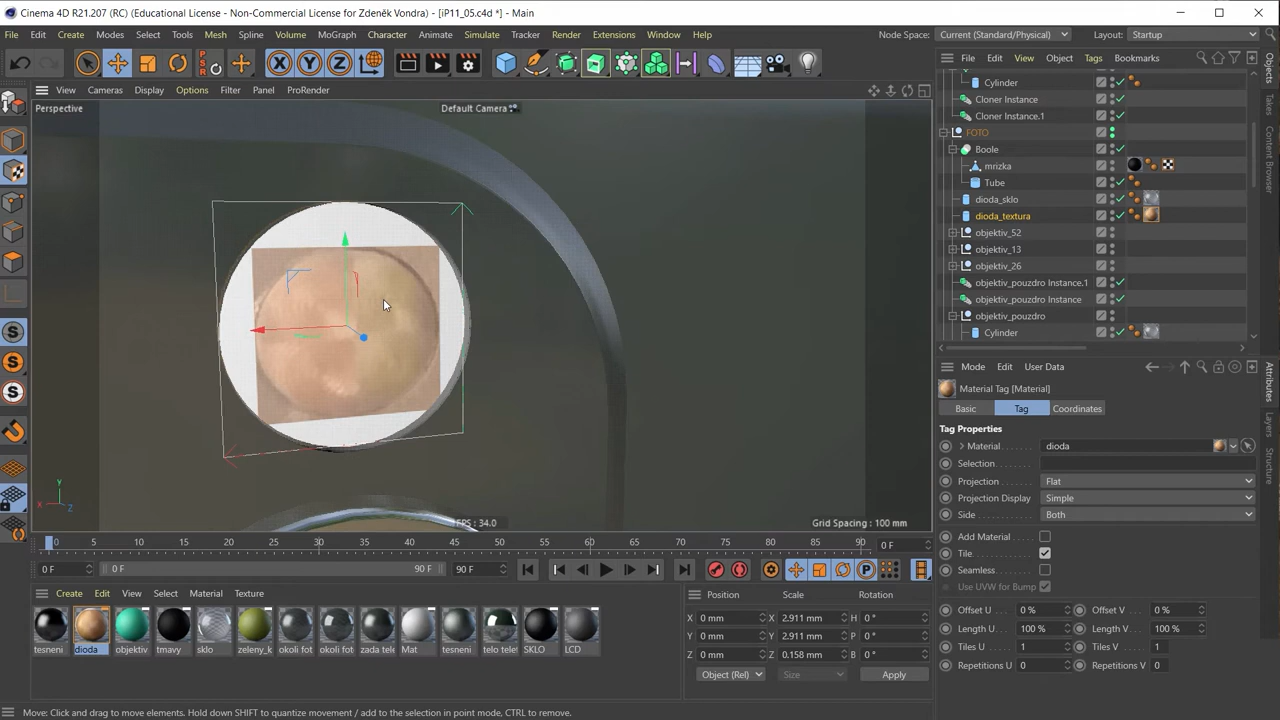 Cinema 4D R21.207 (RC) (Educational License - Non-Commercial License for Zdeněk Vondra) - [iP11_05.c4d *] - Main
File Edit Create Modes Select Tools Mesh Spline Volume MoGraph Character Animate Simulate Tracker Render Extensions Window Help Node Space: Current (Standard/Physical) Layout: Startup
File Edit View Object Tags Bookmarks
View Cameras Display Options Filter Panel ProRender
Perspective Default Camera
Cylinder
Cloner Instance
Cloner Instance.1
FOTO
Boole
mrizka
Tube
dioda_sklo
dioda_textura
objektiv_52
objektiv_13
objektiv_26
objektiv_pouzdro Instance.1
objektiv_pouzdro Instance
objektiv_pouzdro
Cylinder
Objects
Takes
Content Browser
Attributes
Layers
Structure
Mode Edit User Data
Material Tag [Material]
Basic Tag Coordinates
Tag Properties
Material dioda
Selection
Projection Flat
Projection Display Simple
Side Both
Add Material
Tile
Seamless
Use UVW for Bump
Offset U 0 % Offset V 0 %
Length U 100 % Length V 100 %
Tiles U 1 Tiles V 1
Repetitions U 0 Repetitions V 0
Y
X
Z
FPS : 34.0 Grid Spacing : 100 mm
0 5 10 15 20 25 30 35 40 45 50 55 60 65 70 75 80 85 90 0 F
0 F 0 F 90 F 90 F
Create Edit View Select Material Texture
tesneni dioda objektiv tmavy sklo zeleny_k okoli fot okoli fot zada tele Mat tesneni telo telef SKLO LCD
Position Scale Rotation
X 0 mm X 2.911 mm H 0 °
Y 0 mm Y 2.911 mm P 0 °
Z 0 mm Z 0.158 mm B 0 °
Object (Rel) Size Apply
Move: Click and drag to move elements. Hold down SHIFT to quantize movement / add to the selection in point mode, CTRL to remove.